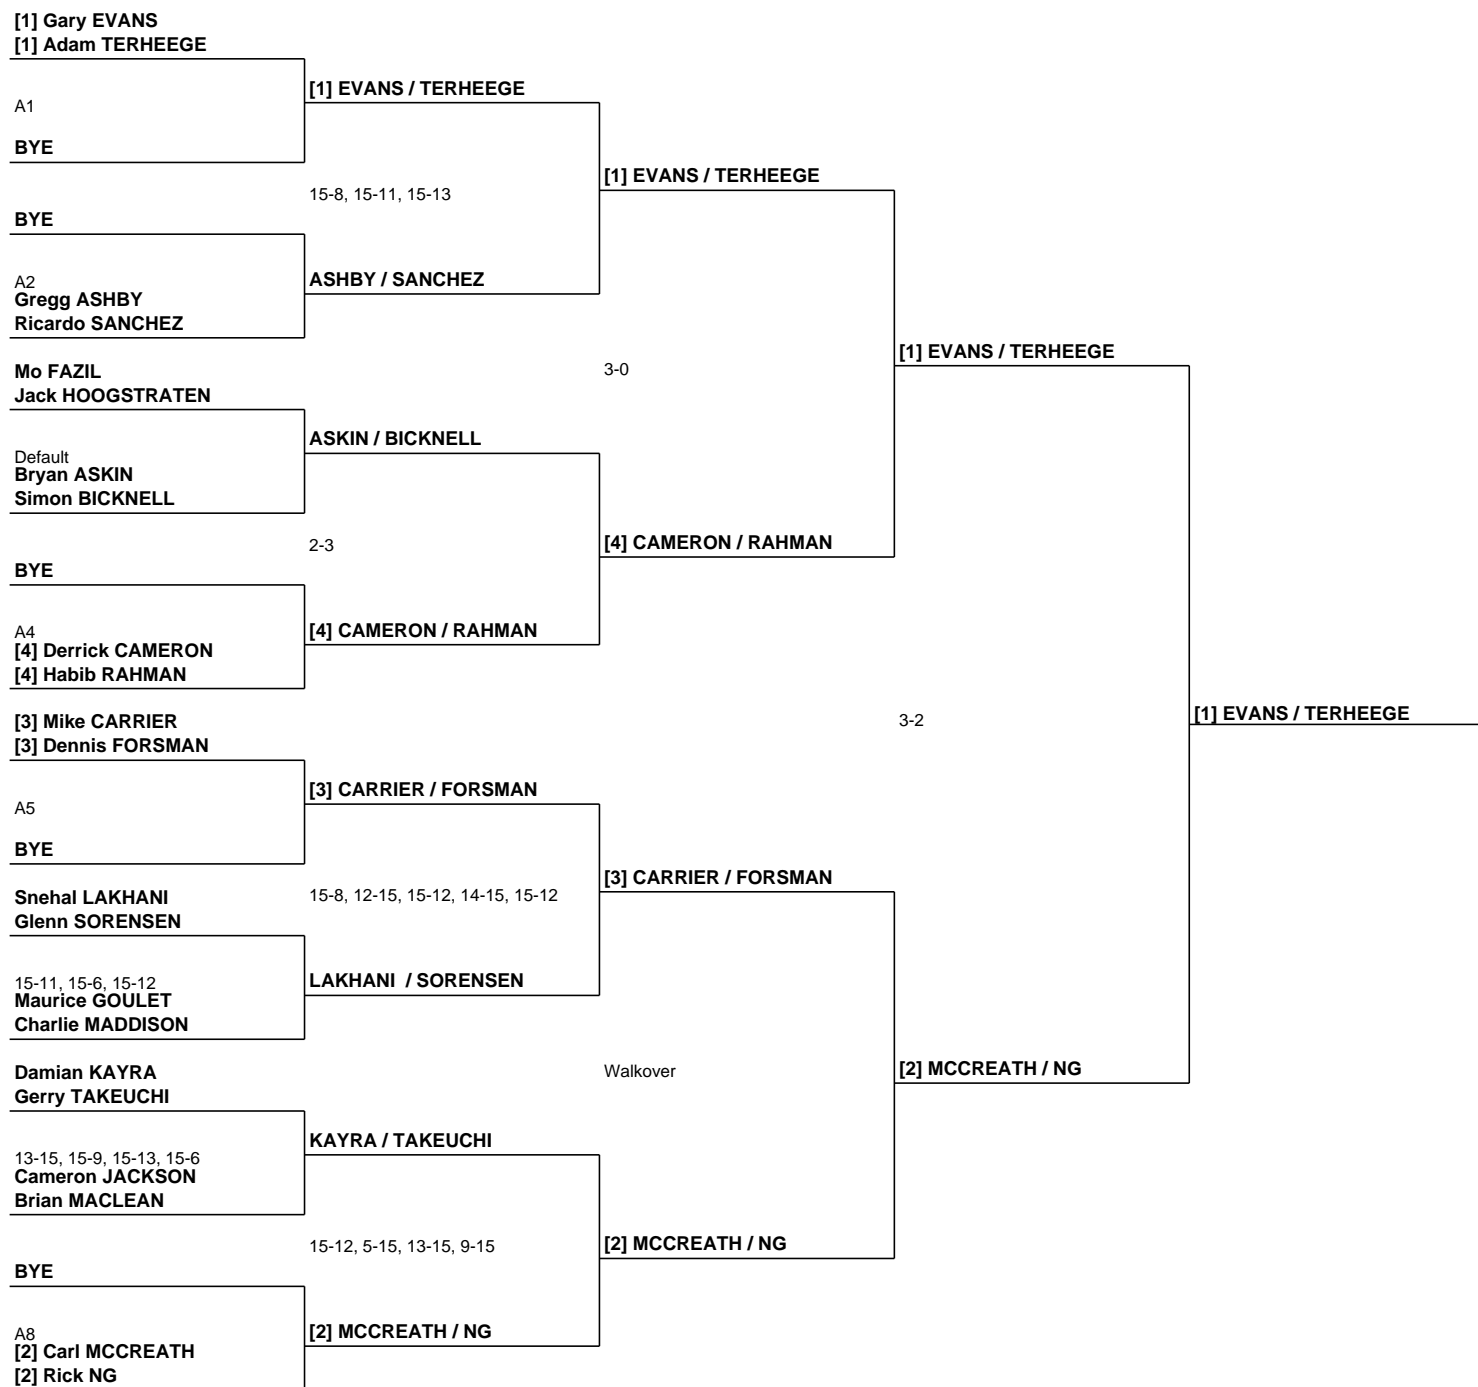 [1] Gary EVANS
[1] Adam TERHEEGE
A1
BYE
BYE
A2
Gregg ASHBY
Ricardo SANCHEZ
Mo FAZIL
Jack HOOGSTRATEN
Default
Bryan ASKIN
Simon BICKNELL
BYE
A4
[4] Derrick CAMERON
[4] Habib RAHMAN
[3] Mike CARRIER
[3] Dennis FORSMAN
A5
BYE
Snehal LAKHANI
Glenn SORENSEN
15-11, 15-6, 15-12
Maurice GOULET
Charlie MADDISON
Damian KAYRA
Gerry TAKEUCHI
13-15, 15-9, 15-13, 15-6
Cameron JACKSON
Brian MACLEAN
BYE
A8
[2] Carl MCCREATH
[2] Rick NG
[1] EVANS / TERHEEGE
15-8, 15-11, 15-13
ASHBY / SANCHEZ
ASKIN / BICKNELL
2-3
[4] CAMERON / RAHMAN
[3] CARRIER / FORSMAN
15-8, 12-15, 15-12, 14-15, 15-12
LAKHANI / SORENSEN
KAYRA / TAKEUCHI
15-12, 5-15, 13-15, 9-15
[2] MCCREATH / NG
[1] EVANS / TERHEEGE
3-0
[4] CAMERON / RAHMAN
[3] CARRIER / FORSMAN
Walkover
[2] MCCREATH / NG
[1] EVANS / TERHEEGE
3-2
[2] MCCREATH / NG
[1] EVANS / TERHEEGE